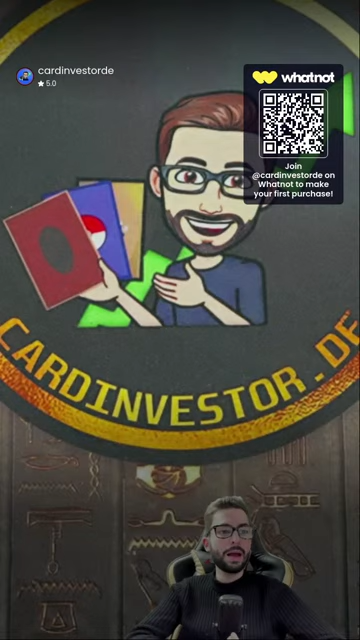 cardinvestorde
★ 5.0
whatnot
Join
@cardinvestorde on
Whatnot to make
your first purchase!
CARDINVESTOR.DE